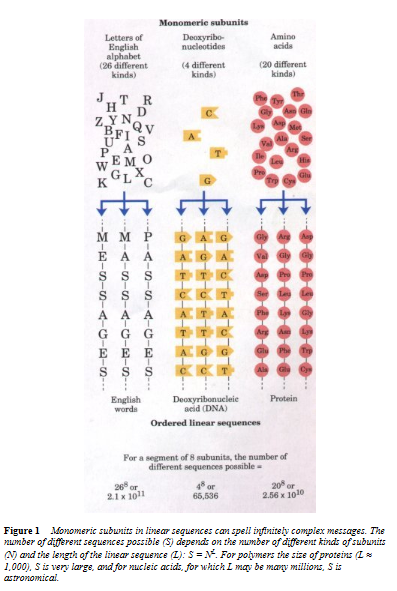 Monomeric subunits
Letters of English alphabet (26 different kinds)
Deoxyribo-nucleotides (4 different kinds)
Amino acids (20 different kinds)
J H T R
D
Z Y N Q V
B F I
U S
P A
W E M O
K G L X C
C
A
T
G
Phe Tyr Thr
Gly Asn Gln
Lys Asp Met
Val Ala Ser
Arg
Ile Leu His
Pro Trp Cys Glu
M M P G A G Gly Arg Asp
E A A A G A Val Gly Gly
S S S T T C Asp Pro Pro
S S S C C T Ser Leu Leu
A A A A T A Phe Lys Gly
G G G T T C Arg Asn Lys
E E E A G G Glu Phe Trp
S S S C C T Ala Glu Cys
English words
Deoxyribonucleic acid (DNA)
Protein
Ordered linear sequences
For a segment of 8 subunits, the number of
different sequences possible =
26⁸ or 2.1 x 10¹¹
4⁸ or 65,536
20⁸ or 2.56 x 10¹⁰
Figure 1 Monomeric subunits in linear sequences can spell infinitely complex messages. The
number of different sequences possible (S) depends on the number of different kinds of subunits
(N) and the length of the linear sequence (L): S = Nᴸ. For polymers the size of proteins (L ≈
1,000), S is very large, and for nucleic acids, for which L may be many millions, S is
astronomical.